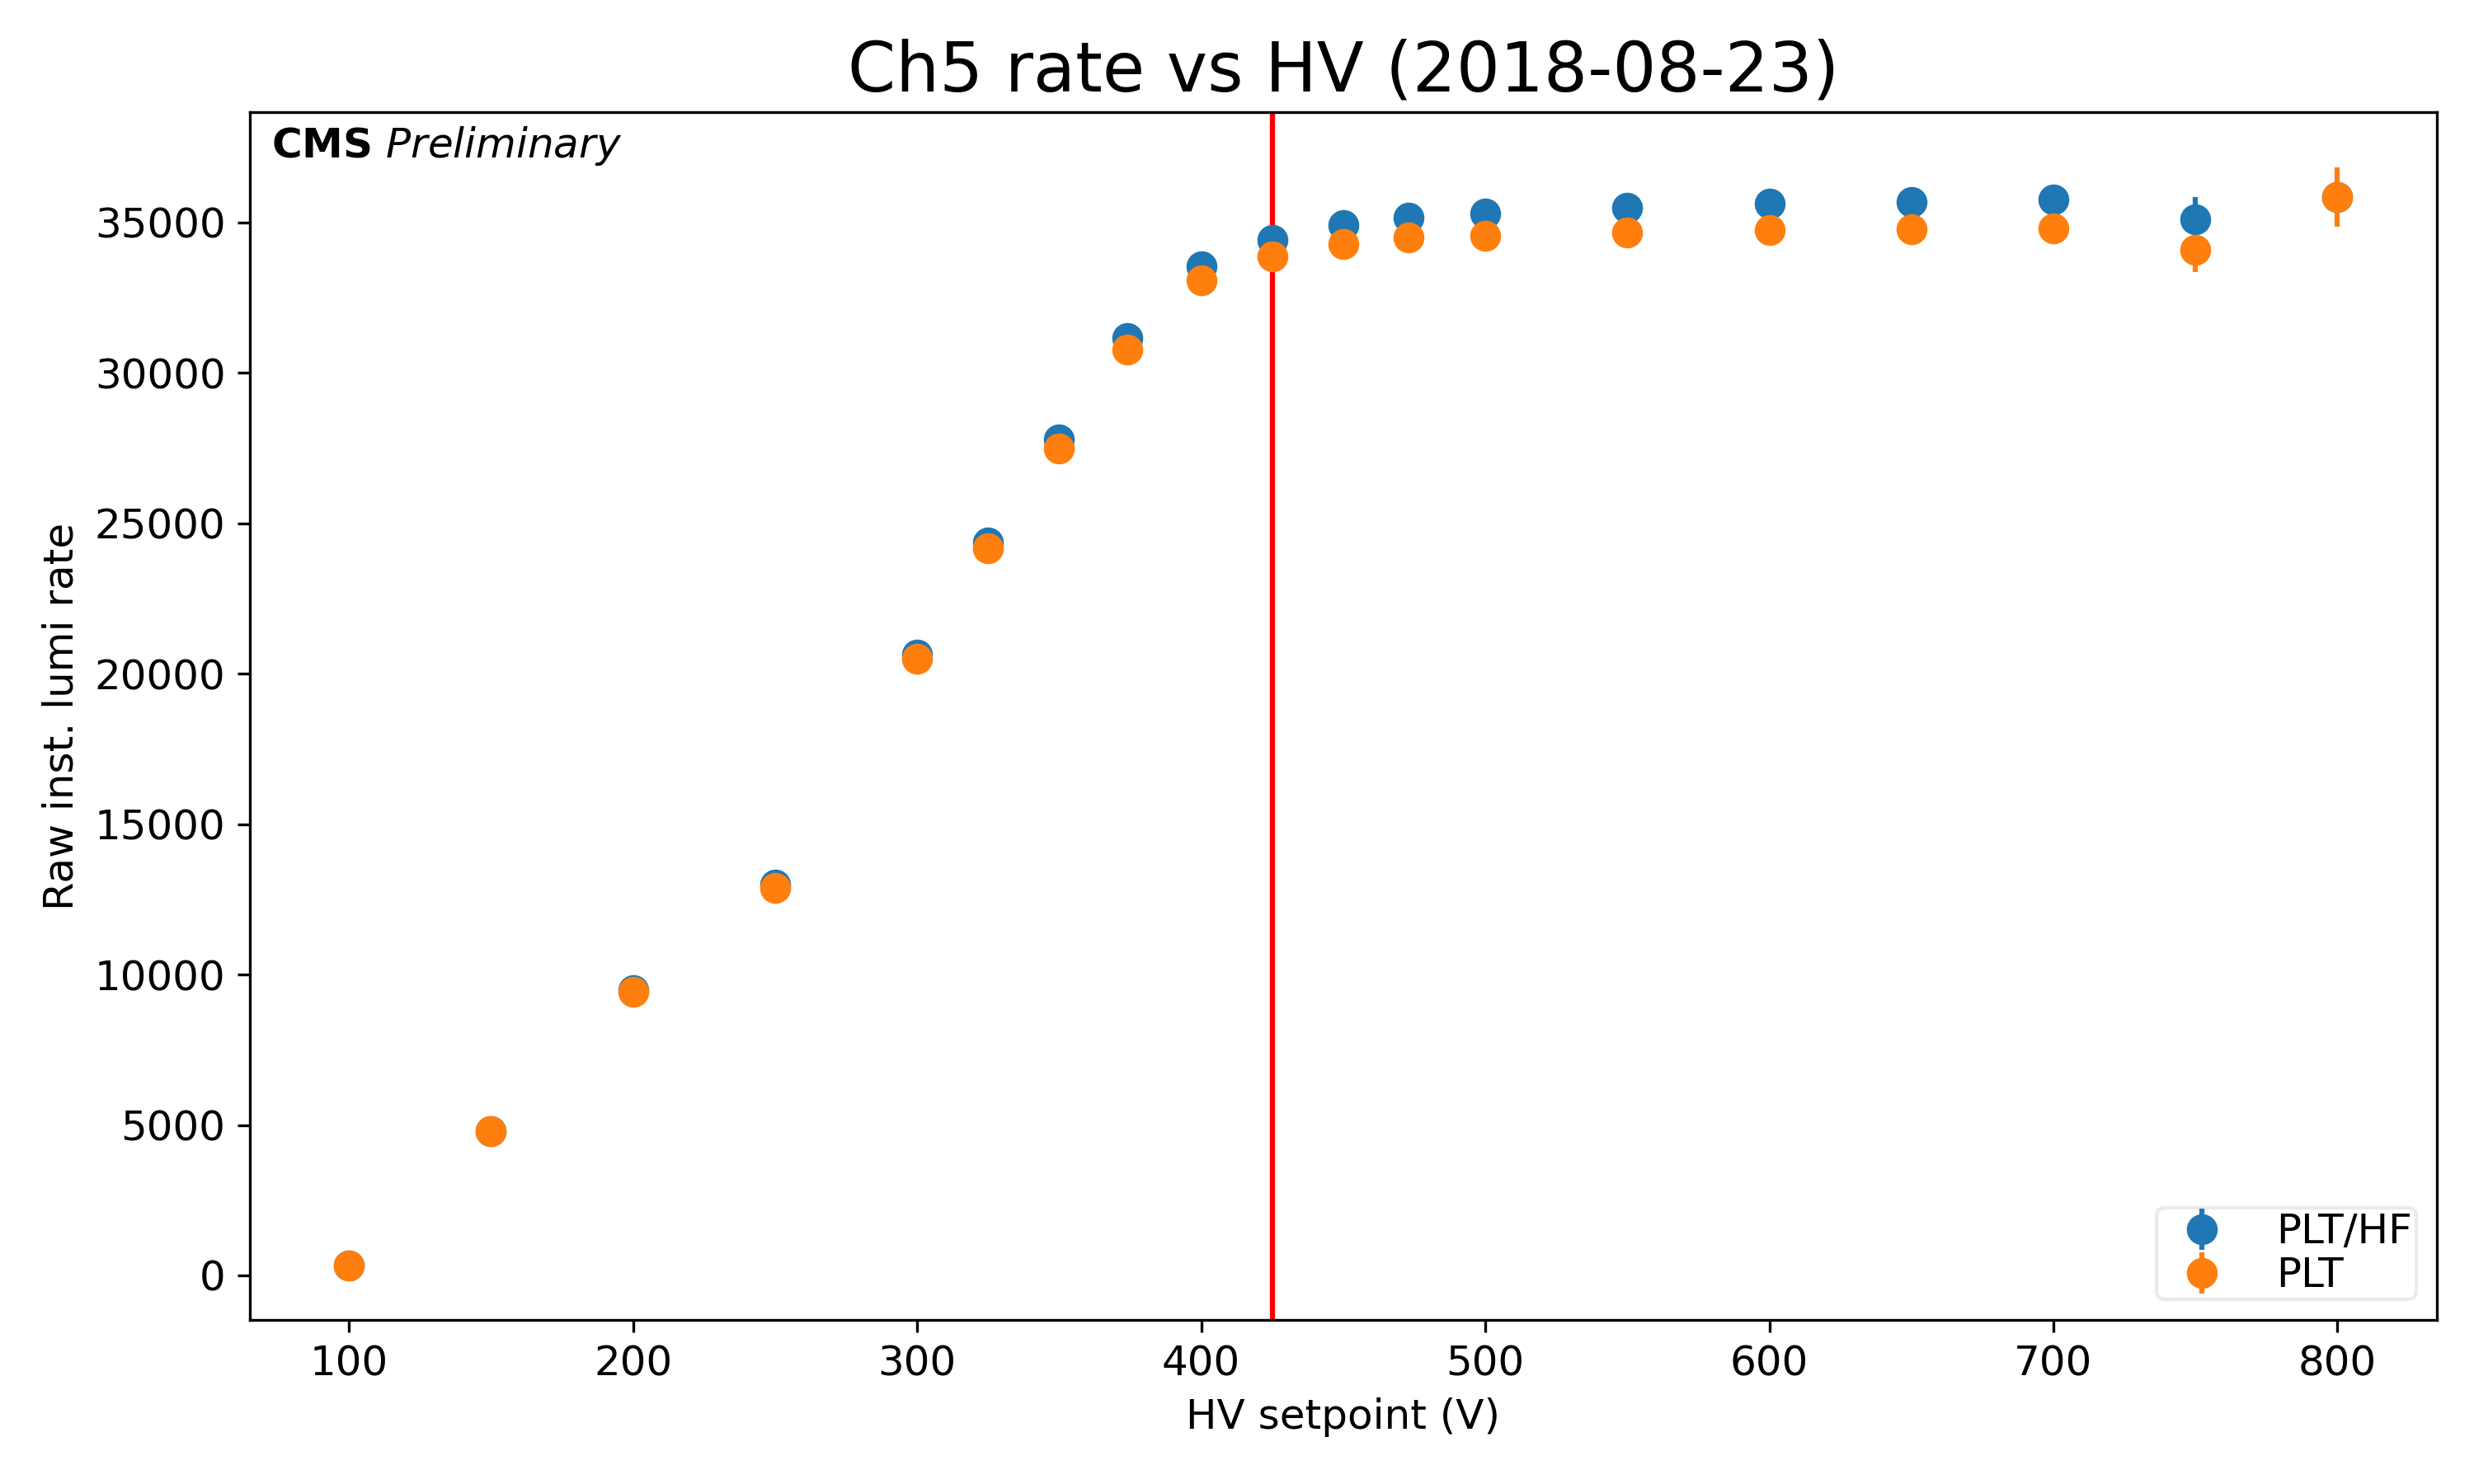 Ch5 rate vs HV (2018-08-23)
CMS Preliminary
35000
30000
25000
20000
15000
10000
5000
0
Raw inst. lumi rate
PLT/HF
PLT
100 200 300 400 500 600 700 800
HV setpoint (V)